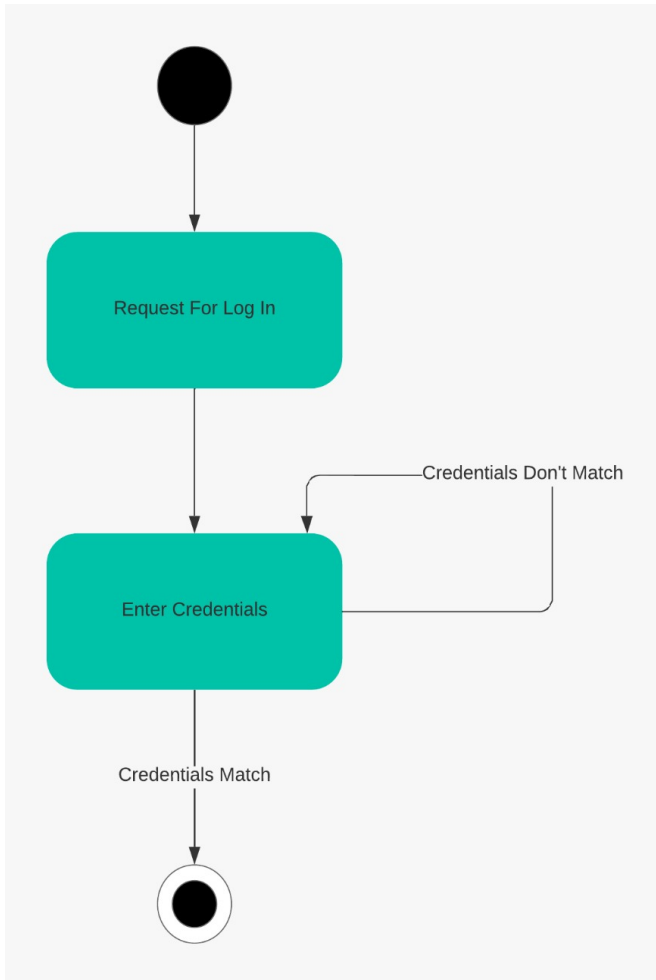 Request For Log In
Credentials Don't Match
Enter Credentials
Credentials Match